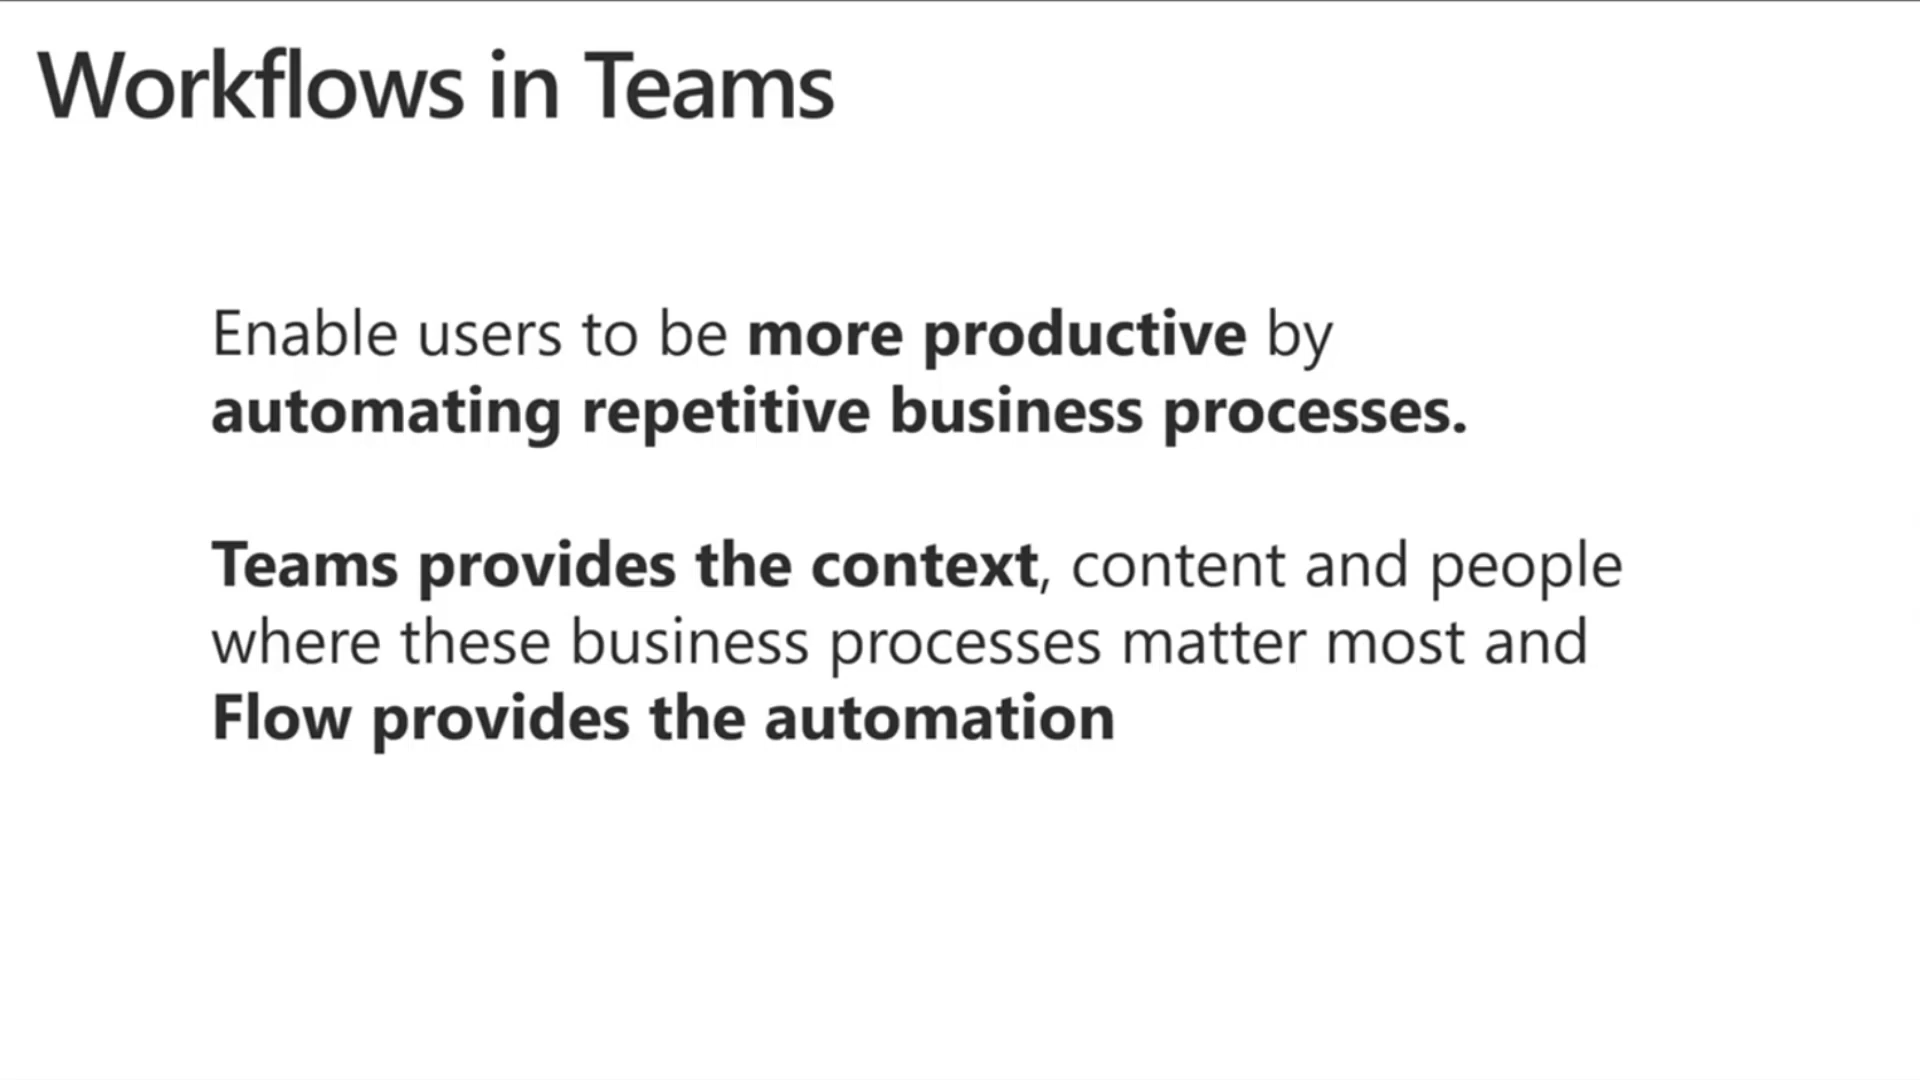 Workflows in Teams
Enable users to be more productive by
automating repetitive business processes.
Teams provides the context, content and people
where these business processes matter most and
Flow provides the automation